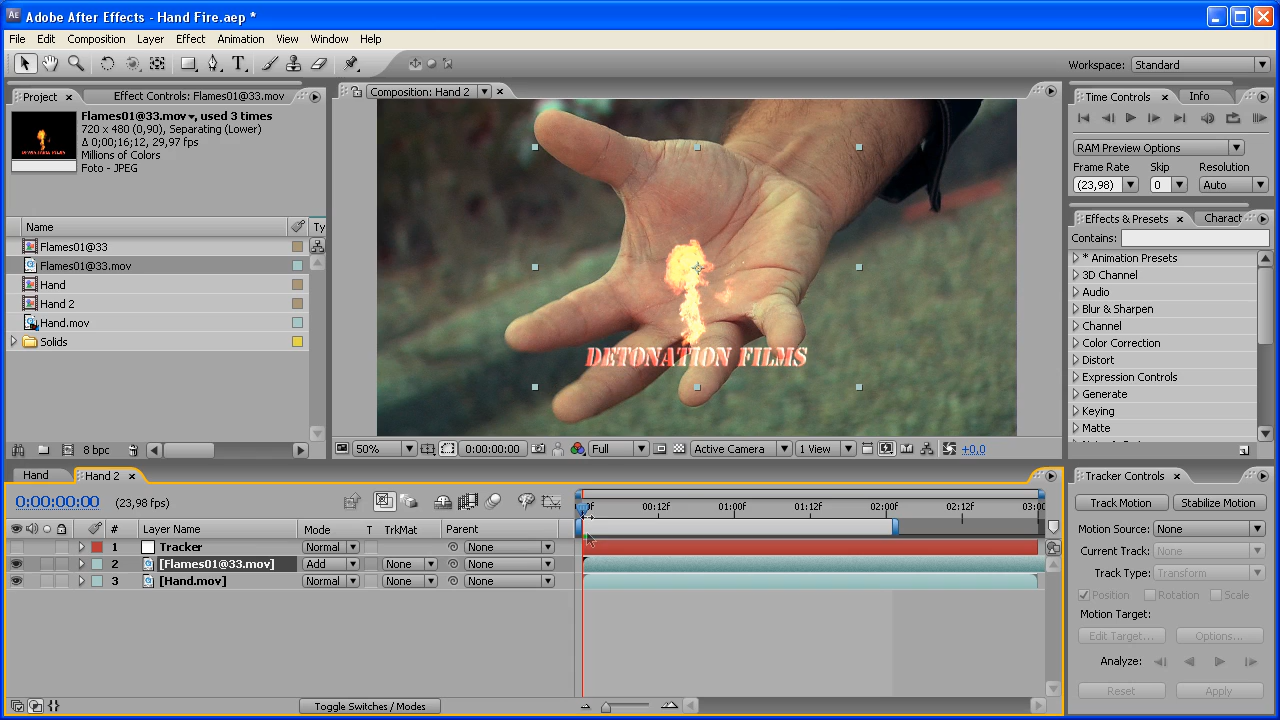 Adobe After Effects - Hand Fire.aep *
File Edit Composition Layer Effect Animation View Window Help
Workspace: Standard
Project × Effect Controls: Flames01@33.mov
Flames01@33.mov, used 3 times
720 x 480 (0,90), Separating (Lower)
Δ 0;00;16;12, 29,97 fps
Millions of Colors
Foto - JPEG
DETONATION FILMS
Name Ty
Flames01@33
Flames01@33.mov
Hand
Hand 2
Hand.mov
Solids
8 bpc
Composition: Hand 2 ×
DETONATION FILMS
50% 0:00:00:00 Full Active Camera 1 View +0,0
Time Controls × Info
RAM Preview Options
Frame Rate Skip Resolution
(23,98) 0 Auto
Effects & Presets × Charact
Contains:
* Animation Presets
3D Channel
Audio
Blur & Sharpen
Channel
Color Correction
Distort
Expression Controls
Generate
Keying
Matte
Hand Hand 2 ×
0:00:00:00 (23,98 fps)
00:12F 01:00F 01:12F 02:00F 02:12F 03:00
# Layer Name Mode T TrkMat Parent
1 Tracker Normal None
2 [Flames01@33.mov] Add None None
3 [Hand.mov] Normal None None
Toggle Switches / Modes
Tracker Controls ×
Track Motion Stabilize Motion
Motion Source: None
Current Track: None
Track Type: Transform
Position Rotation Scale
Motion Target:
Edit Target... Options...
Analyze:
Reset Apply